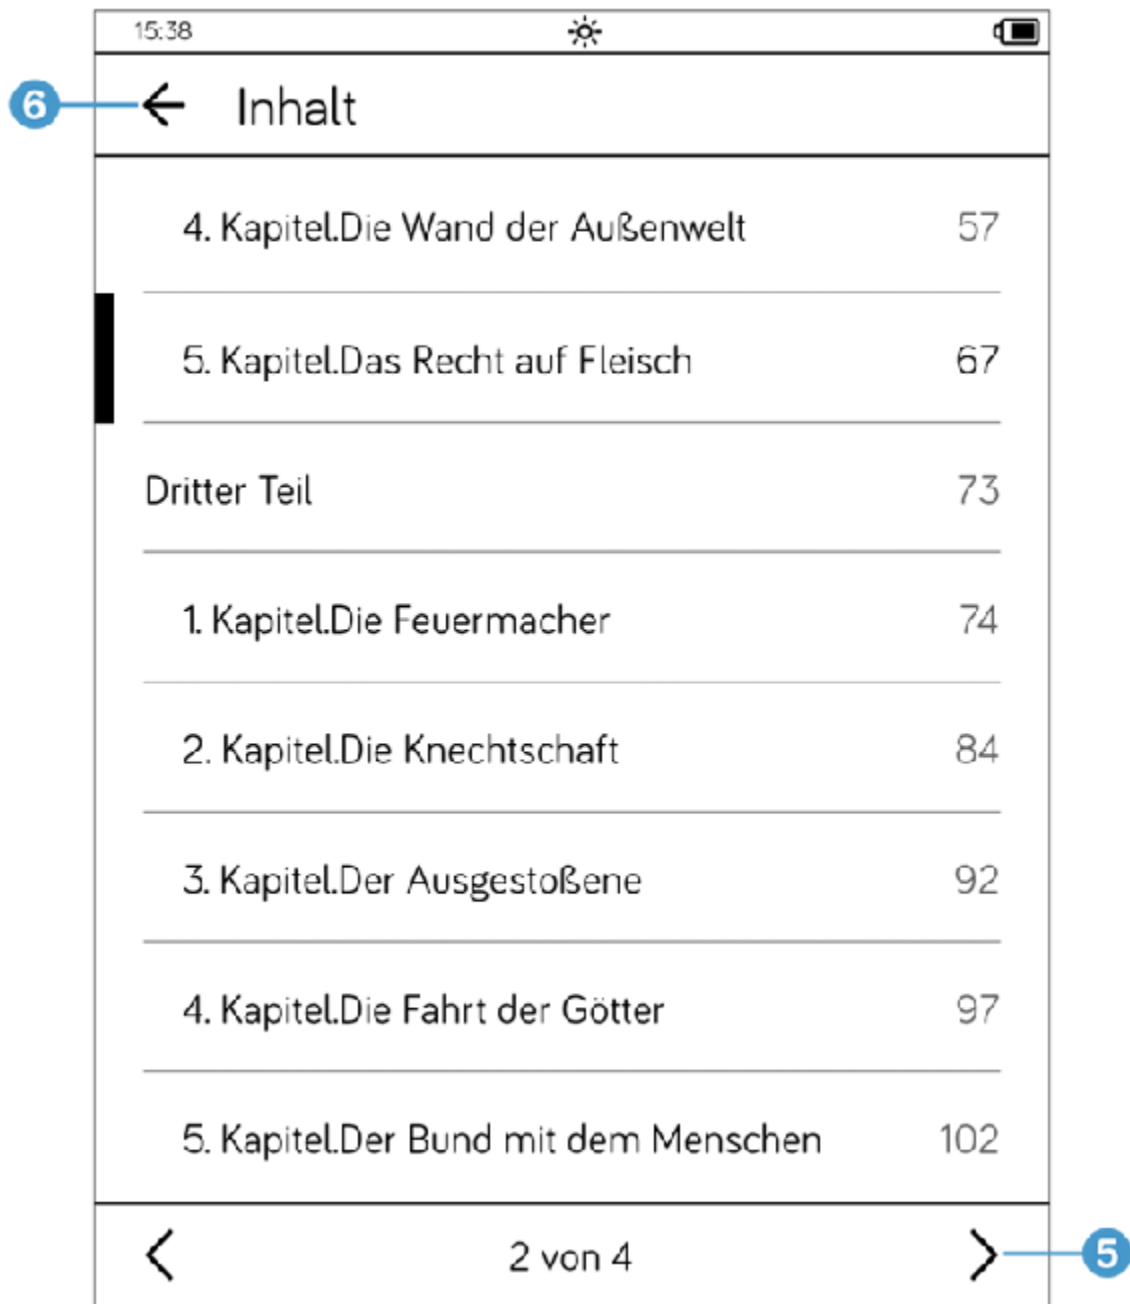 15:38
6 Inhalt
4. Kapitel.Die Wand der Außenwelt 57
5. Kapitel.Das Recht auf Fleisch 67
Dritter Teil 73
1. Kapitel.Die Feuermacher 74
2. Kapitel.Die Knechtschaft 84
3. Kapitel.Der Ausgestoßene 92
4. Kapitel.Die Fahrt der Götter 97
5. Kapitel.Der Bund mit dem Menschen 102
2 von 4 5